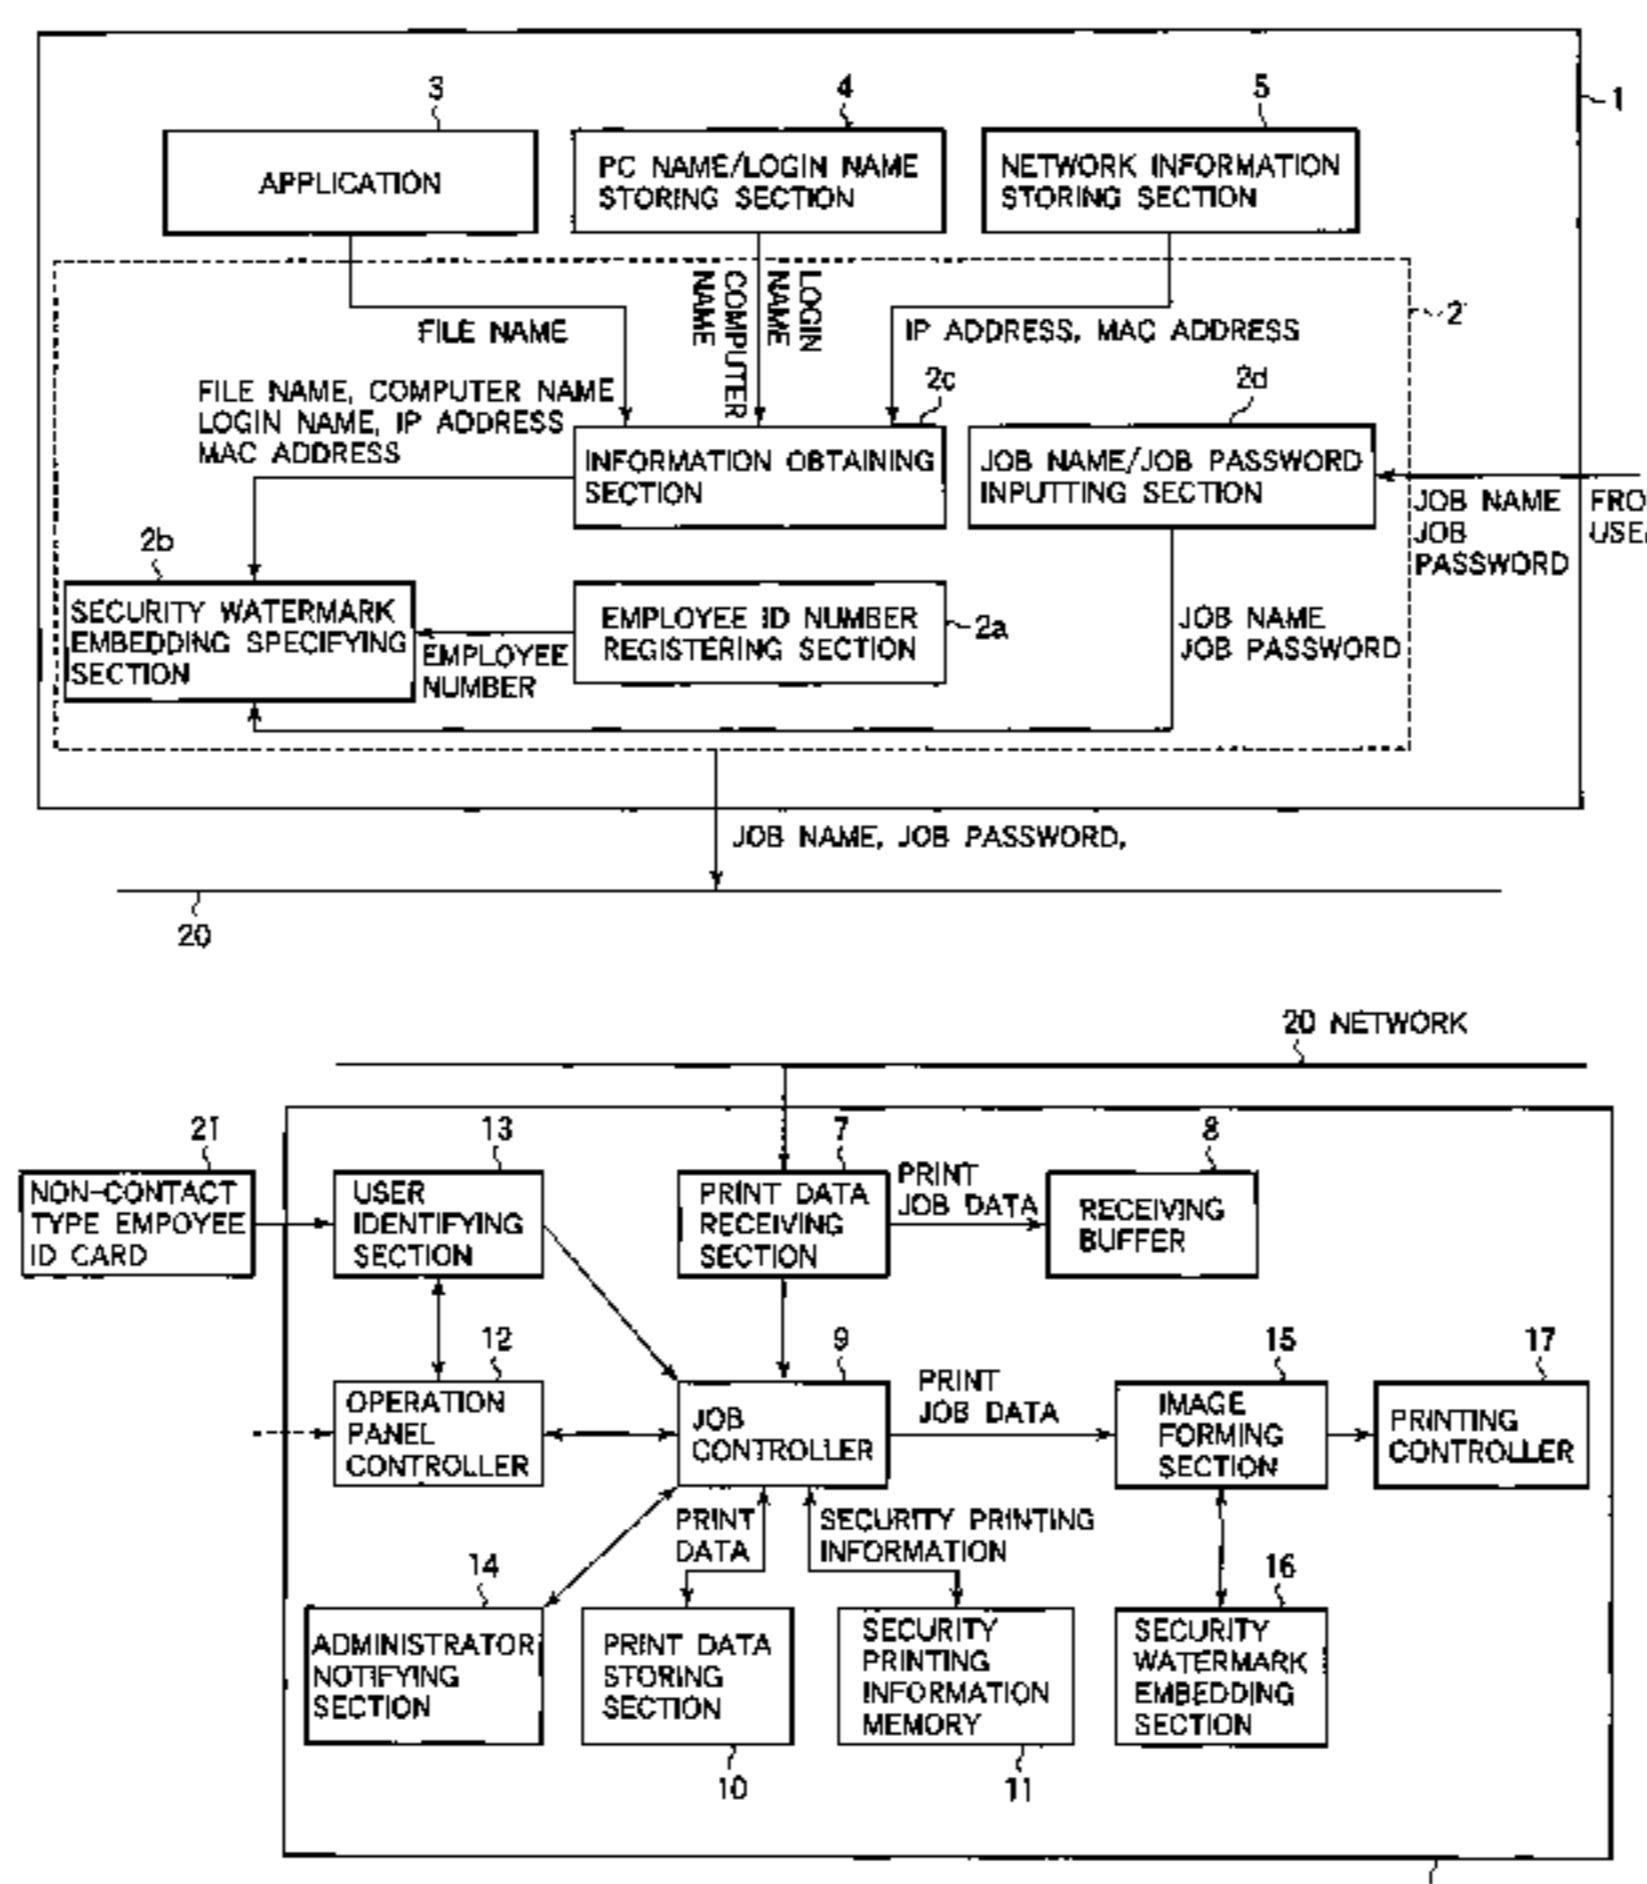 3
4
5
1
APPLICATION
PC NAME/LOGIN NAME
STORING SECTION
NETWORK INFORMATION
STORING SECTION
2
FILE NAME
COMPUTER
NAME
LOGIN
NAME
IP ADDRESS, MAC ADDRESS
FILE NAME, COMPUTER NAME
LOGIN NAME, IP ADDRESS
MAC ADDRESS
2c
2d
INFORMATION OBTAINING
SECTION
JOB NAME/JOB PASSWORD
INPUTTING SECTION
JOB NAME
JOB
PASSWORD
2b
SECURITY WATERMARK
EMBEDDING SPECIFYING
SECTION
EMPLOYEE
NUMBER
EMPLOYEE ID NUMBER
REGISTERING SECTION
2a
JOB NAME
JOB PASSWORD
JOB NAME, JOB PASSWORD,
20
20 NETWORK
21
13
7
8
NON-CONTACT
TYPE EMPOYEE
ID CARD
USER
IDENTIFYING
SECTION
PRINT DATA
RECEIVING
SECTION
PRINT
JOB DATA
RECEIVING
BUFFER
12
9
15
17
OPERATION
PANEL
CONTROLLER
JOB
CONTROLLER
PRINT
JOB DATA
IMAGE
FORMING
SECTION
PRINTING
CONTROLLER
PRINT
DATA
SECURITY PRINTING
INFORMATION
14
16
ADMINISTRATOR
NOTIFYING
SECTION
PRINT DATA
STORING
SECTION
SECURITY
PRINTING
INFORMATION
MEMORY
SECURITY
WATERMARK
EMBEDDING
SECTION
10
11